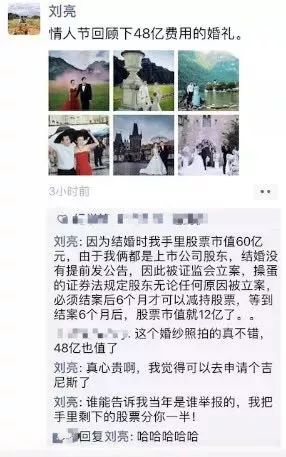 刘亮
情人节回顾下48亿费用的婚礼。
3小时前
刘亮：因为结婚时我手里股票市值60亿
元，由于我俩都是上市公司股东，结婚没
有提前发公告，因此被证监会立案，操蛋
的证券法规定股东无论任何原因被立案，
必须结案后6个月才可以减持股票，等到
结案6个月后，股票市值就12亿了。。
这个婚纱照拍的真不错，
48亿也值了
刘亮：真心贵啊，我觉得可以去申请个吉
尼斯了
刘亮：谁能告诉我当年是谁举报的，我把
手里剩下的股票分你一半！
回复刘亮：哈哈哈哈哈